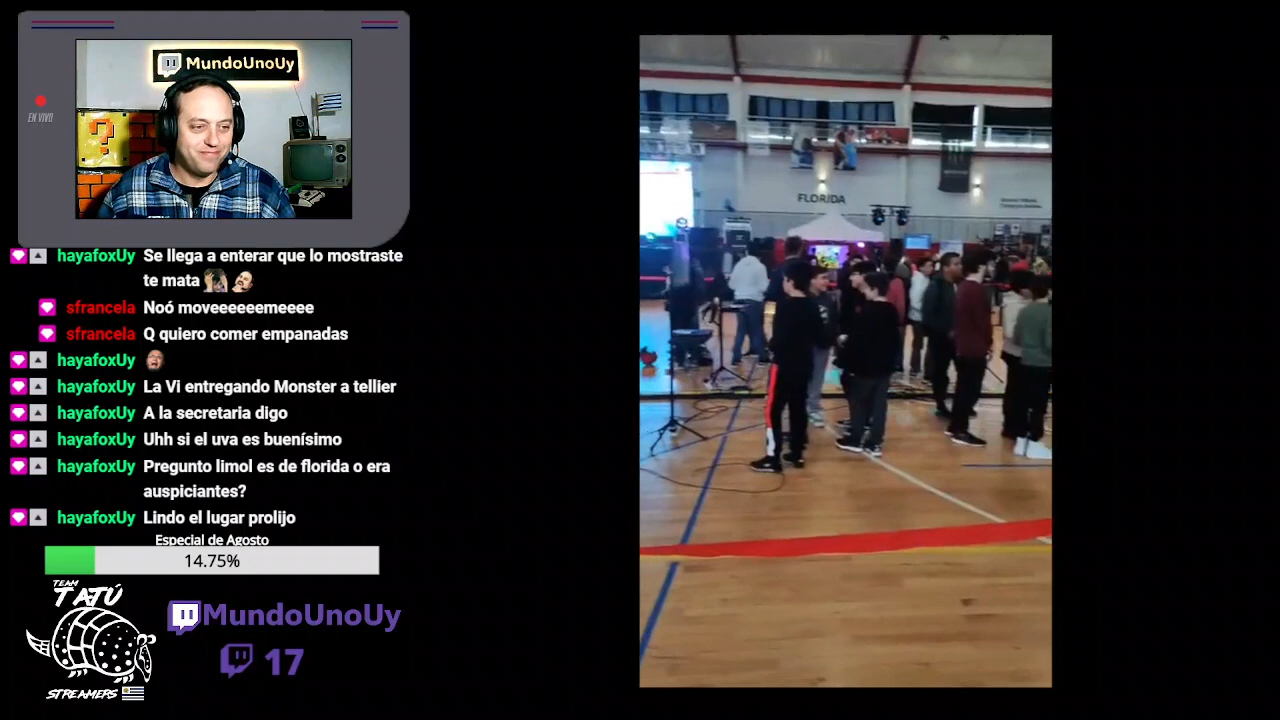 MundoUnoUy
EN VIVO
?
hayafoxUy Se llega a enterar que lo mostraste
te mata
sfrancela Noó moveeeeeemeeee
sfrancela Q quiero comer empanadas
hayafoxUy
hayafoxUy La Vi entregando Monster a tellier
hayafoxUy A la secretaria digo
hayafoxUy Uhh si el uva es buenísimo
hayafoxUy Pregunto limol es de florida o era
auspiciantes?
hayafoxUy Lindo el lugar prolijo
Especial de Agosto
14.75%
TEAM
TATÚ
STREAMERS
MundoUnoUy
17
FLORIDA